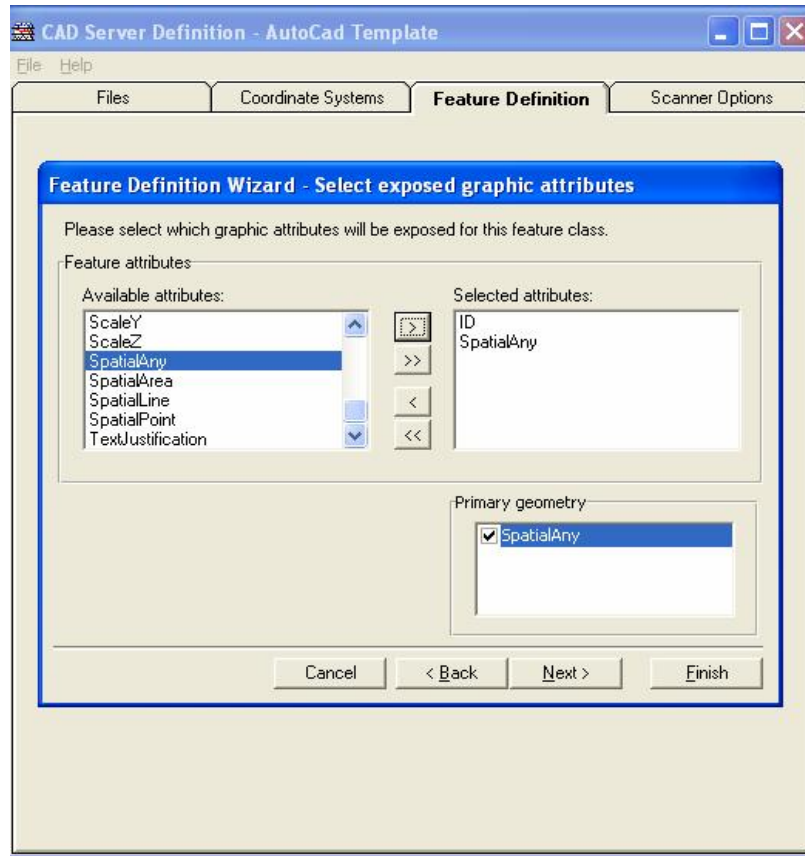 CAD Server Definition - AutoCad Template
File Help
Files Coordinate Systems Feature Definition Scanner Options
Feature Definition Wizard - Select exposed graphic attributes
Please select which graphic attributes will be exposed for this feature class.
Feature attributes
Available attributes:
ScaleY
ScaleZ
SpatialAny
SpatialArea
SpatialLine
SpatialPoint
TextJustification
>
>>
<
<<
Selected attributes:
ID
SpatialAny
Primary geometry
SpatialAny
Cancel < Back Next > Finish